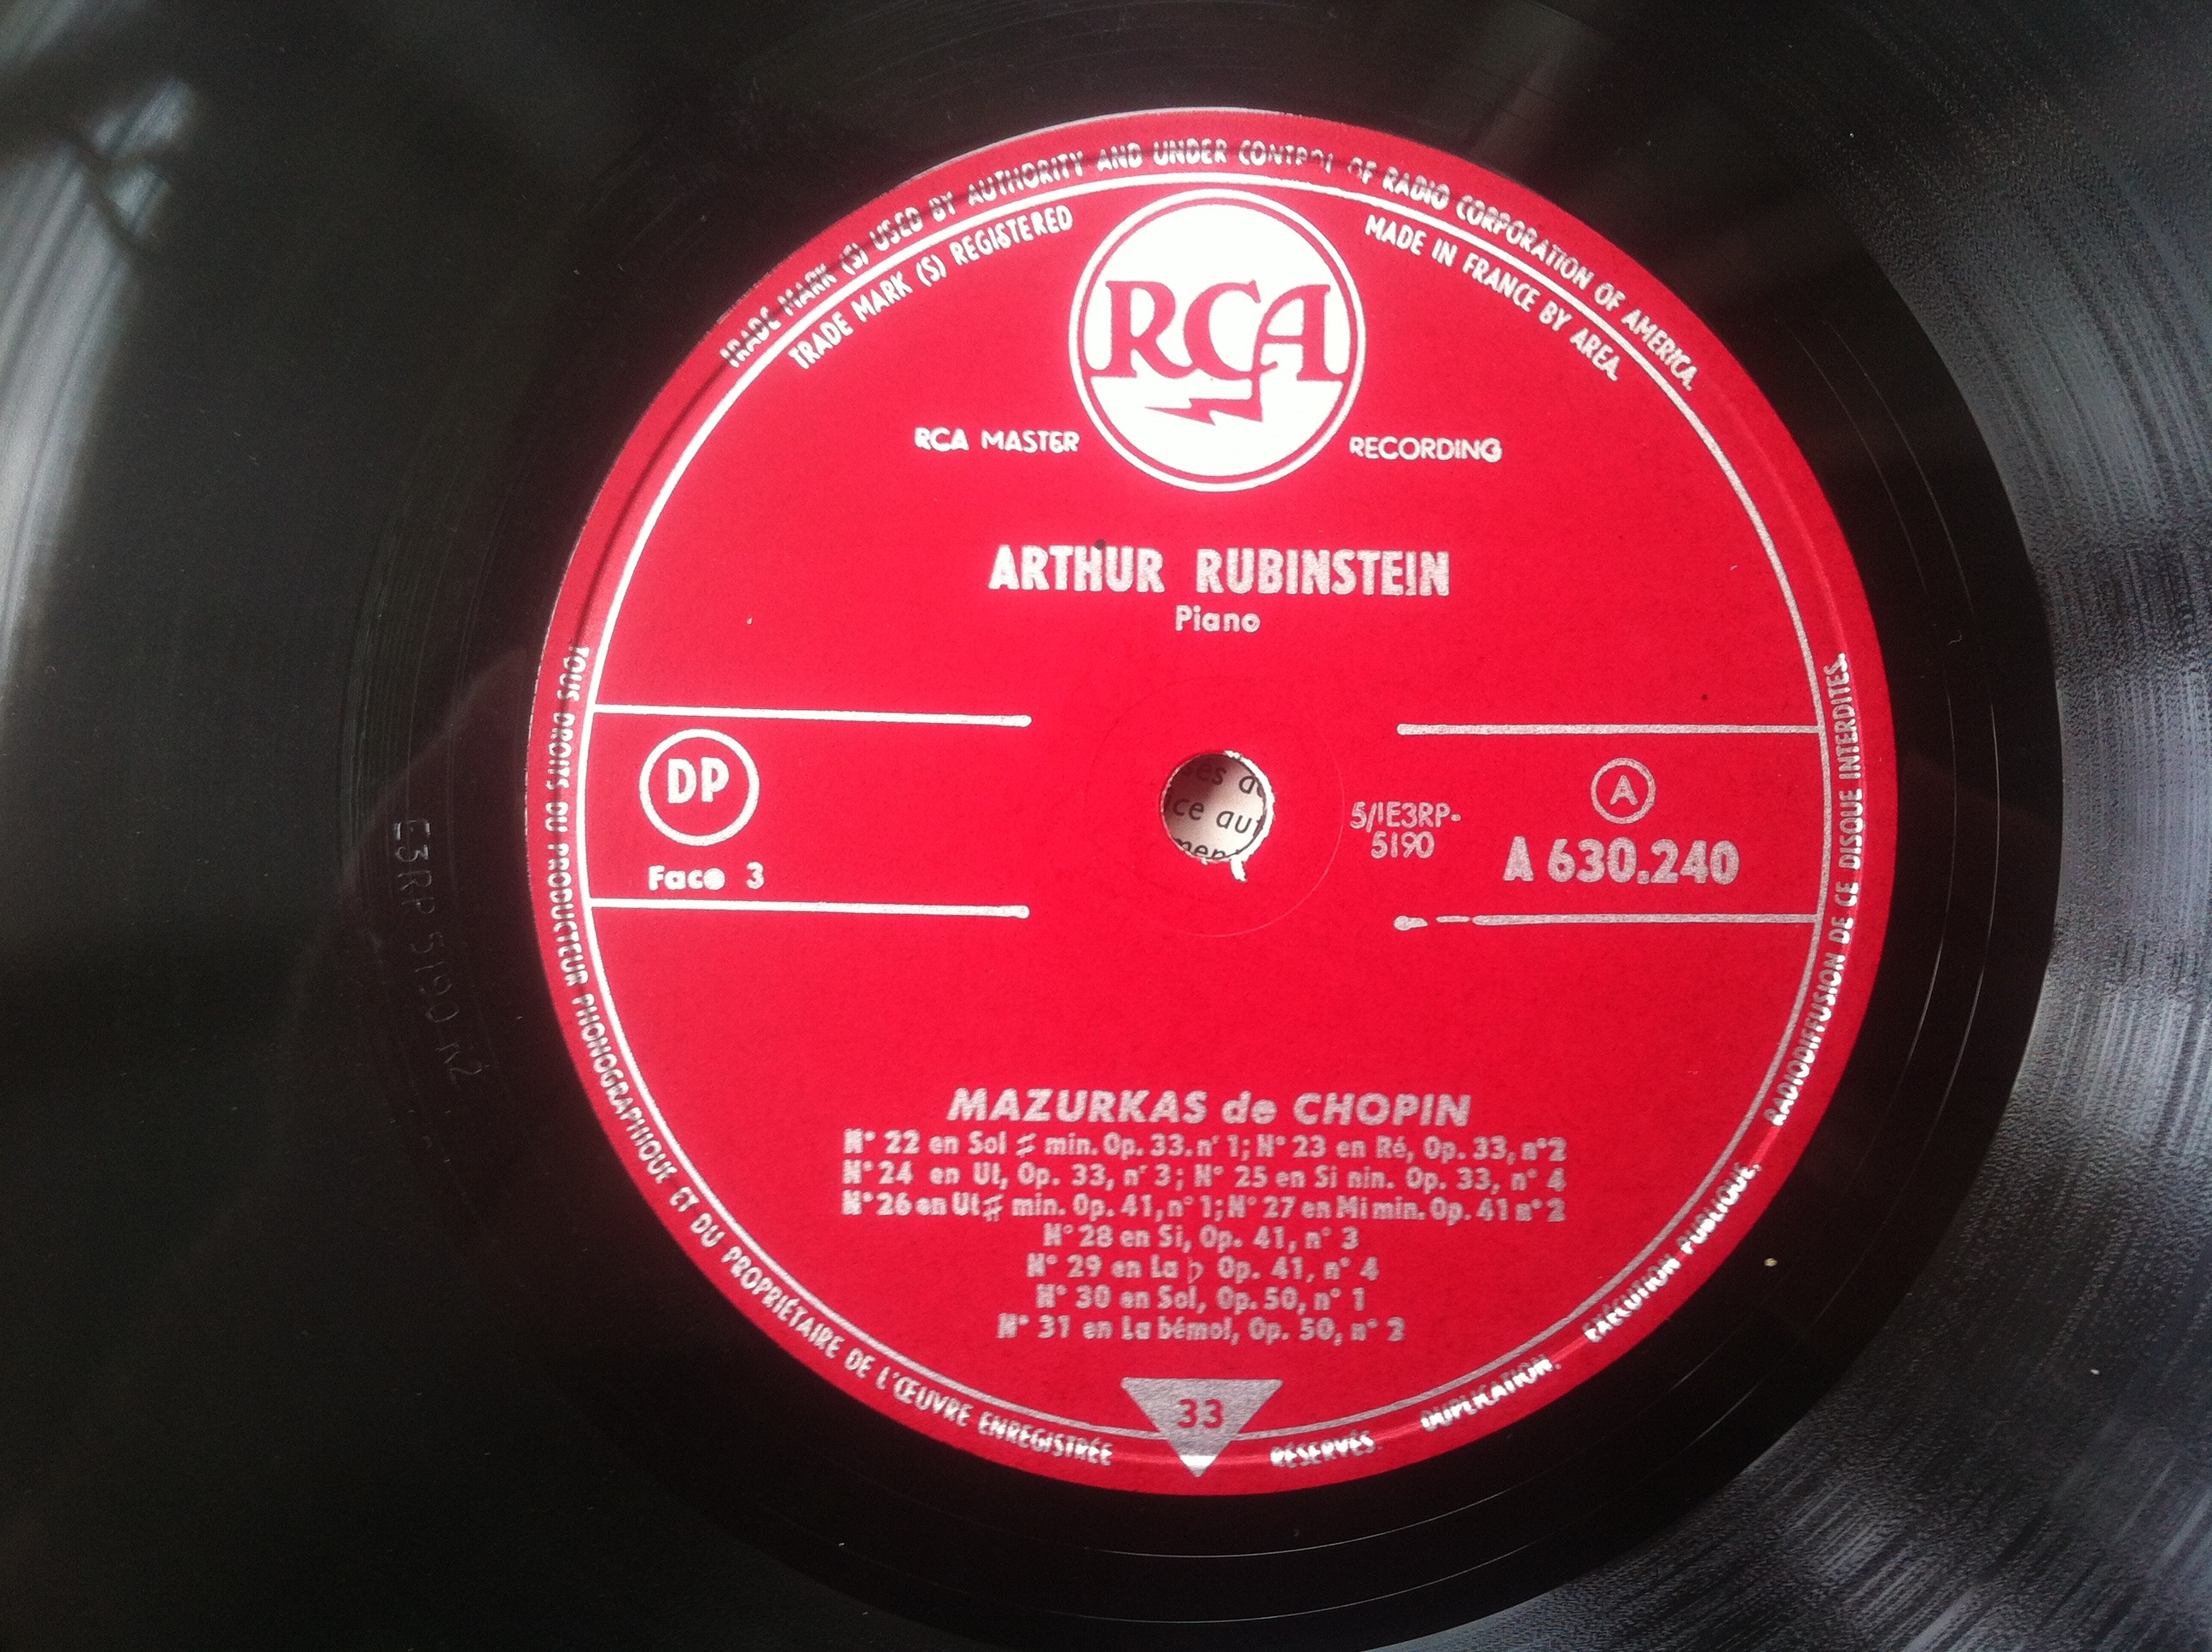 TRADE MARK (S) USED BY AUTHORITY AND UNDER CONTROL OF RADIO CORPORATION OF AMERICA.
TRADE MARK (S) REGISTERED
MADE IN FRANCE BY AREA.
RCA
RCA MASTER RECORDING
ARTHUR RUBINSTEIN
Piano
DP
Face 3
A
5/1E3RP-
5190
A 630.240
MAZURKAS de CHOPIN
N° 22 en Sol ♯ min. Op. 33. nr 1; N° 23 en Ré, Op. 33, n° 2
N° 24 en Ut, Op. 33, nr 3; N° 25 en Si nin. Op. 33, n° 4
N° 26 en Ut ♯ min. Op. 41, n° 1; N° 27 en Mi min. Op. 41 n° 2
N° 28 en Si, Op. 41, n° 3
N° 29 en La ♭ Op. 41, n° 4
N° 30 en Sol, Op. 50, n° 1
N° 31 en La bémol, Op. 50, n° 2
33
TOUS DROITS DU PRODUCTEUR PHONOGRAPHIQUE ET DU PROPRIÉTAIRE DE L'ŒUVRE ENREGISTRÉE RÉSERVÉS. DUPLICATION. EXÉCUTION PUBLIQUE, RADIODIFFUSION DE CE DISQUE INTERDITES.
E3RP 5190